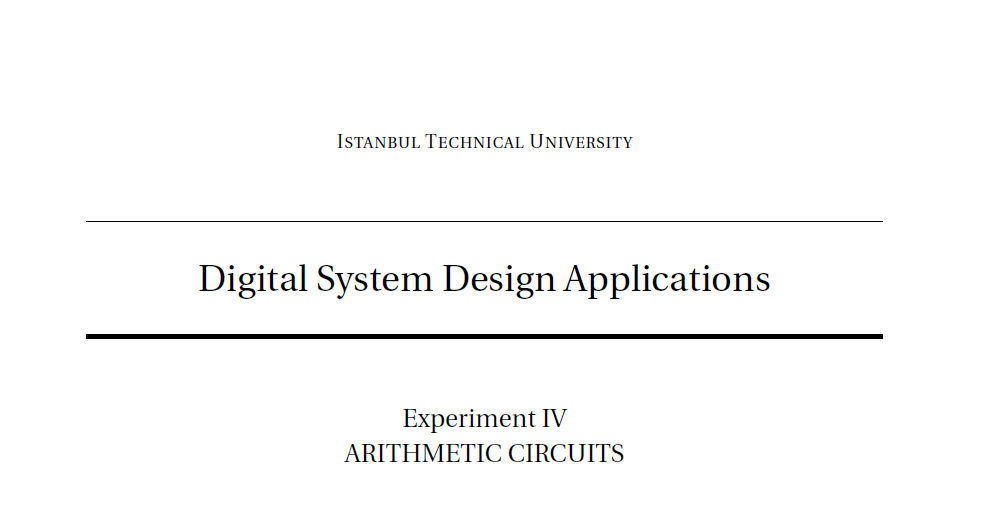 ISTANBUL TECHNICAL UNIVERSITY
Digital System Design Applications
Experiment IV
ARITHMETIC CIRCUITS